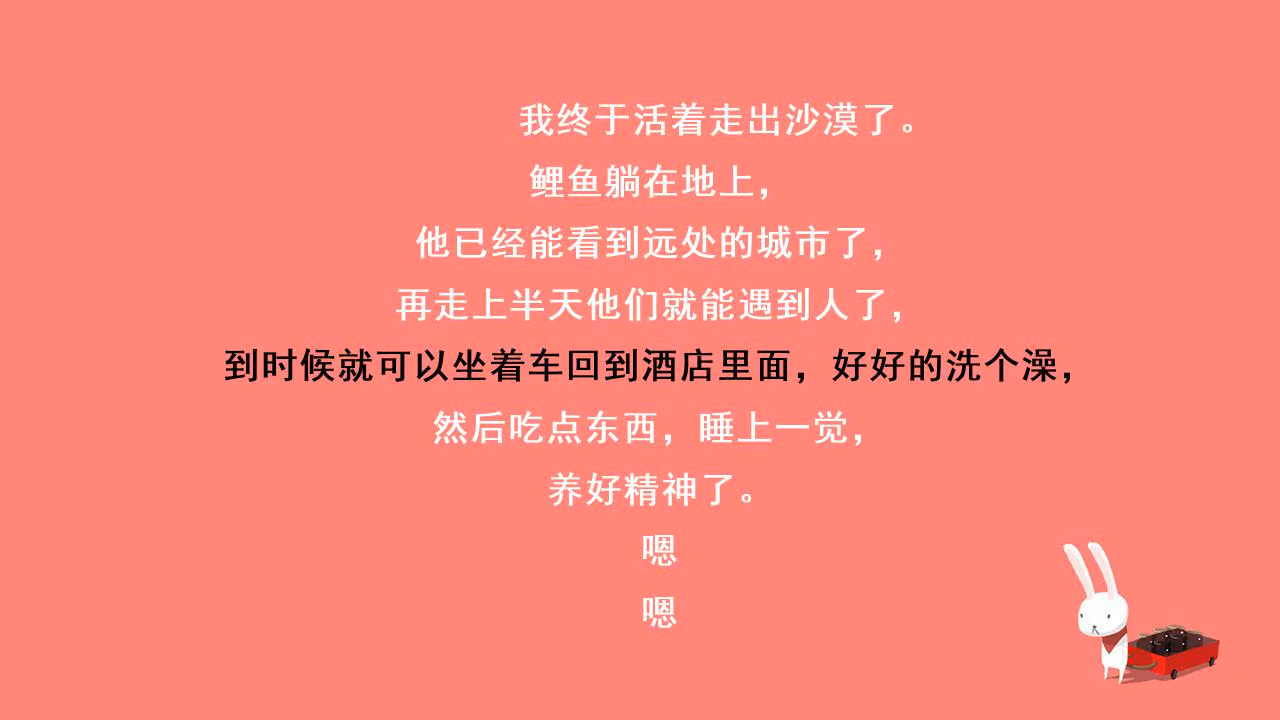 我终于活着走出沙漠了。
鲤鱼躺在地上，
他已经能看到远处的城市了，
再走上半天他们就能遇到人了，
到时候就可以坐着车回到酒店里面，好好的洗个澡，
然后吃点东西，睡上一觉，
养好精神了。
嗯
嗯